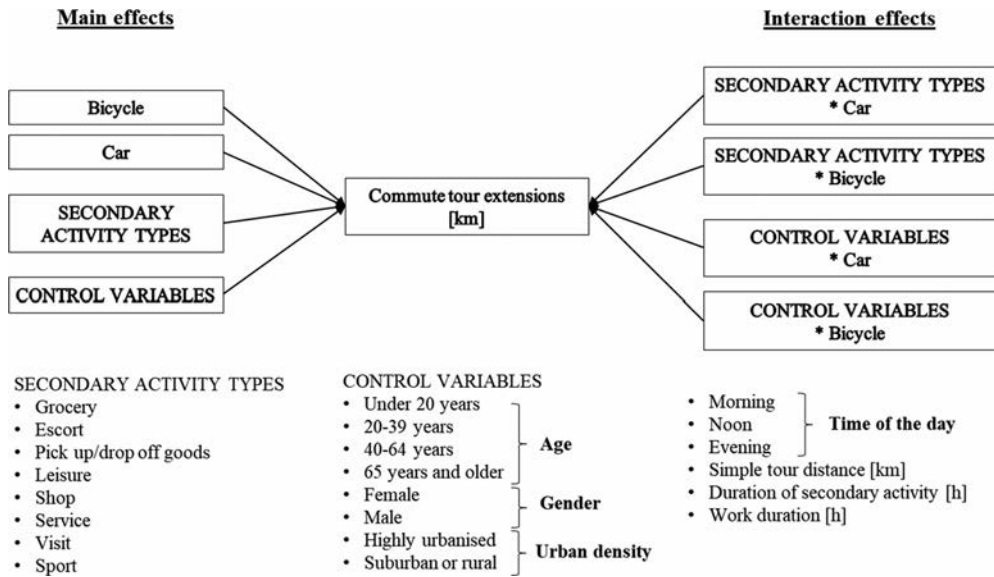 Main effects
Bicycle
Car
SECONDARY
ACTIVITY TYPES
CONTROL VARIABLES
Commute tour extensions
[km]
Interaction effects
SECONDARY ACTIVITY TYPES
* Car
SECONDARY ACTIVITY TYPES
* Bicycle
CONTROL VARIABLES
* Car
CONTROL VARIABLES
* Bicycle
SECONDARY ACTIVITY TYPES
• Grocery
• Escort
• Pick up/drop off goods
• Leisure
• Shop
• Service
• Visit
• Sport
CONTROL VARIABLES
• Under 20 years
• 20-39 years
• 40-64 years
• 65 years and older
Age
• Female
• Male
Gender
• Highly urbanised
• Suburban or rural
Urban density
• Morning
• Noon
• Evening
Time of the day
• Simple tour distance [km]
• Duration of secondary activity [h]
• Work duration [h]